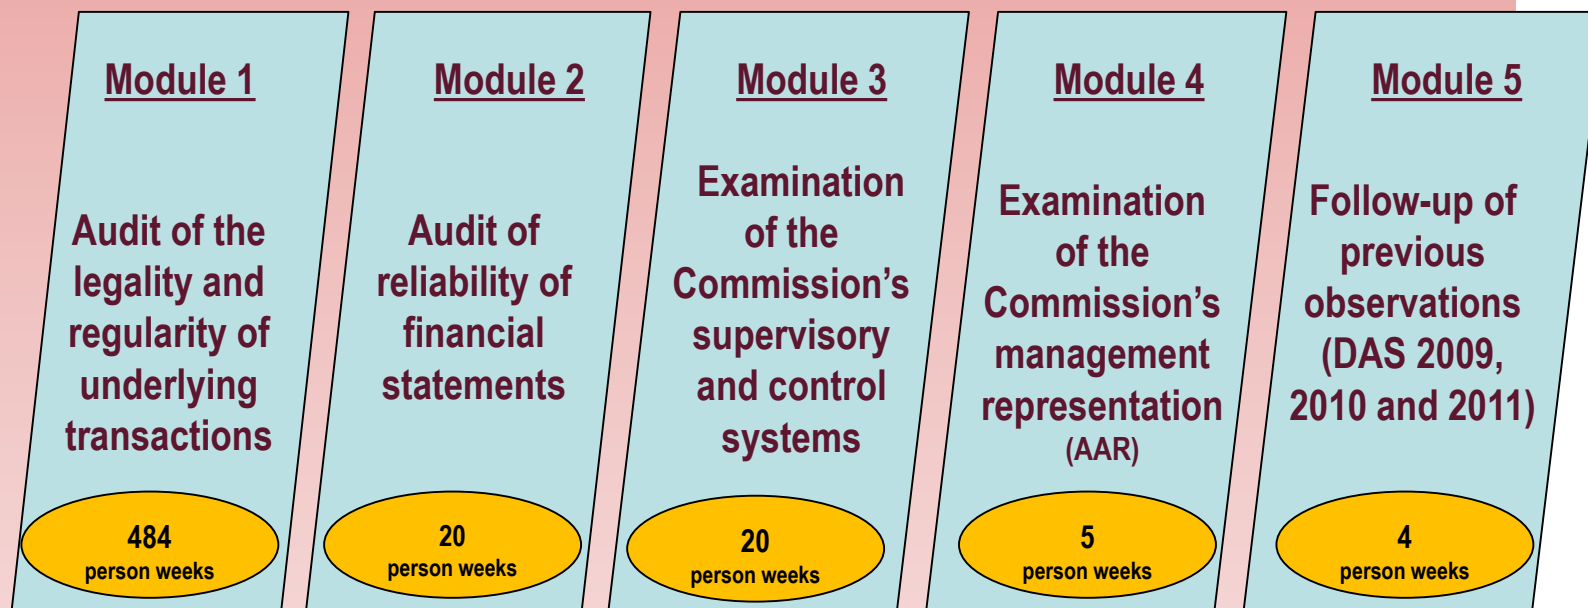 Module 1
Audit of the
legality and
regularity of
underlying
transactions
484
person weeks
Module 2
Audit of
reliability of
financial
statements
20
person weeks
Module 3
Examination
of the
Commission’s
supervisory
and control
systems
20
person weeks
Module 4
Examination
of the
Commission’s
management
representation
(AAR)
5
person weeks
Module 5
Follow-up of
previous
observations
(DAS 2009,
2010 and 2011)
4
person weeks